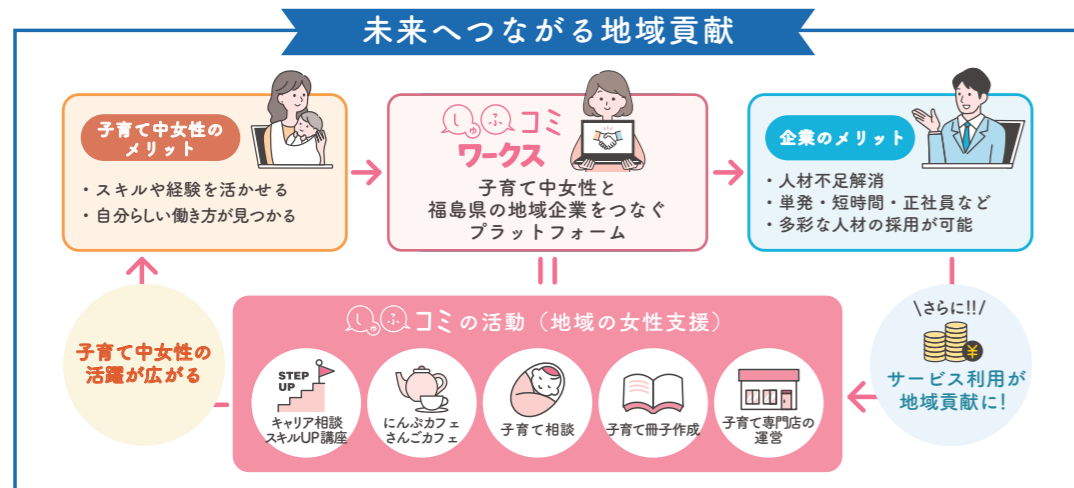 未来へつながる地域貢献
子育て中女性の
メリット
・スキルや経験を活かせる
・自分らしい働き方が見つかる
しゅふコミ
ワークス
子育て中女性と
福島県の地域企業をつなぐ
プラットフォーム
企業のメリット
・人材不足解消
・単発・短時間・正社員など
・多彩な人材の採用が可能
子育て中女性の
活躍が広がる
しゅふコミの活動（地域の女性支援）
STEP
UP
キャリア相談
スキルUP講座
にんぷカフェ
さんごカフェ
子育て相談
子育て冊子作成
子育て専門店の
運営
\さらに!!/
¥
サービス利用が
地域貢献に!